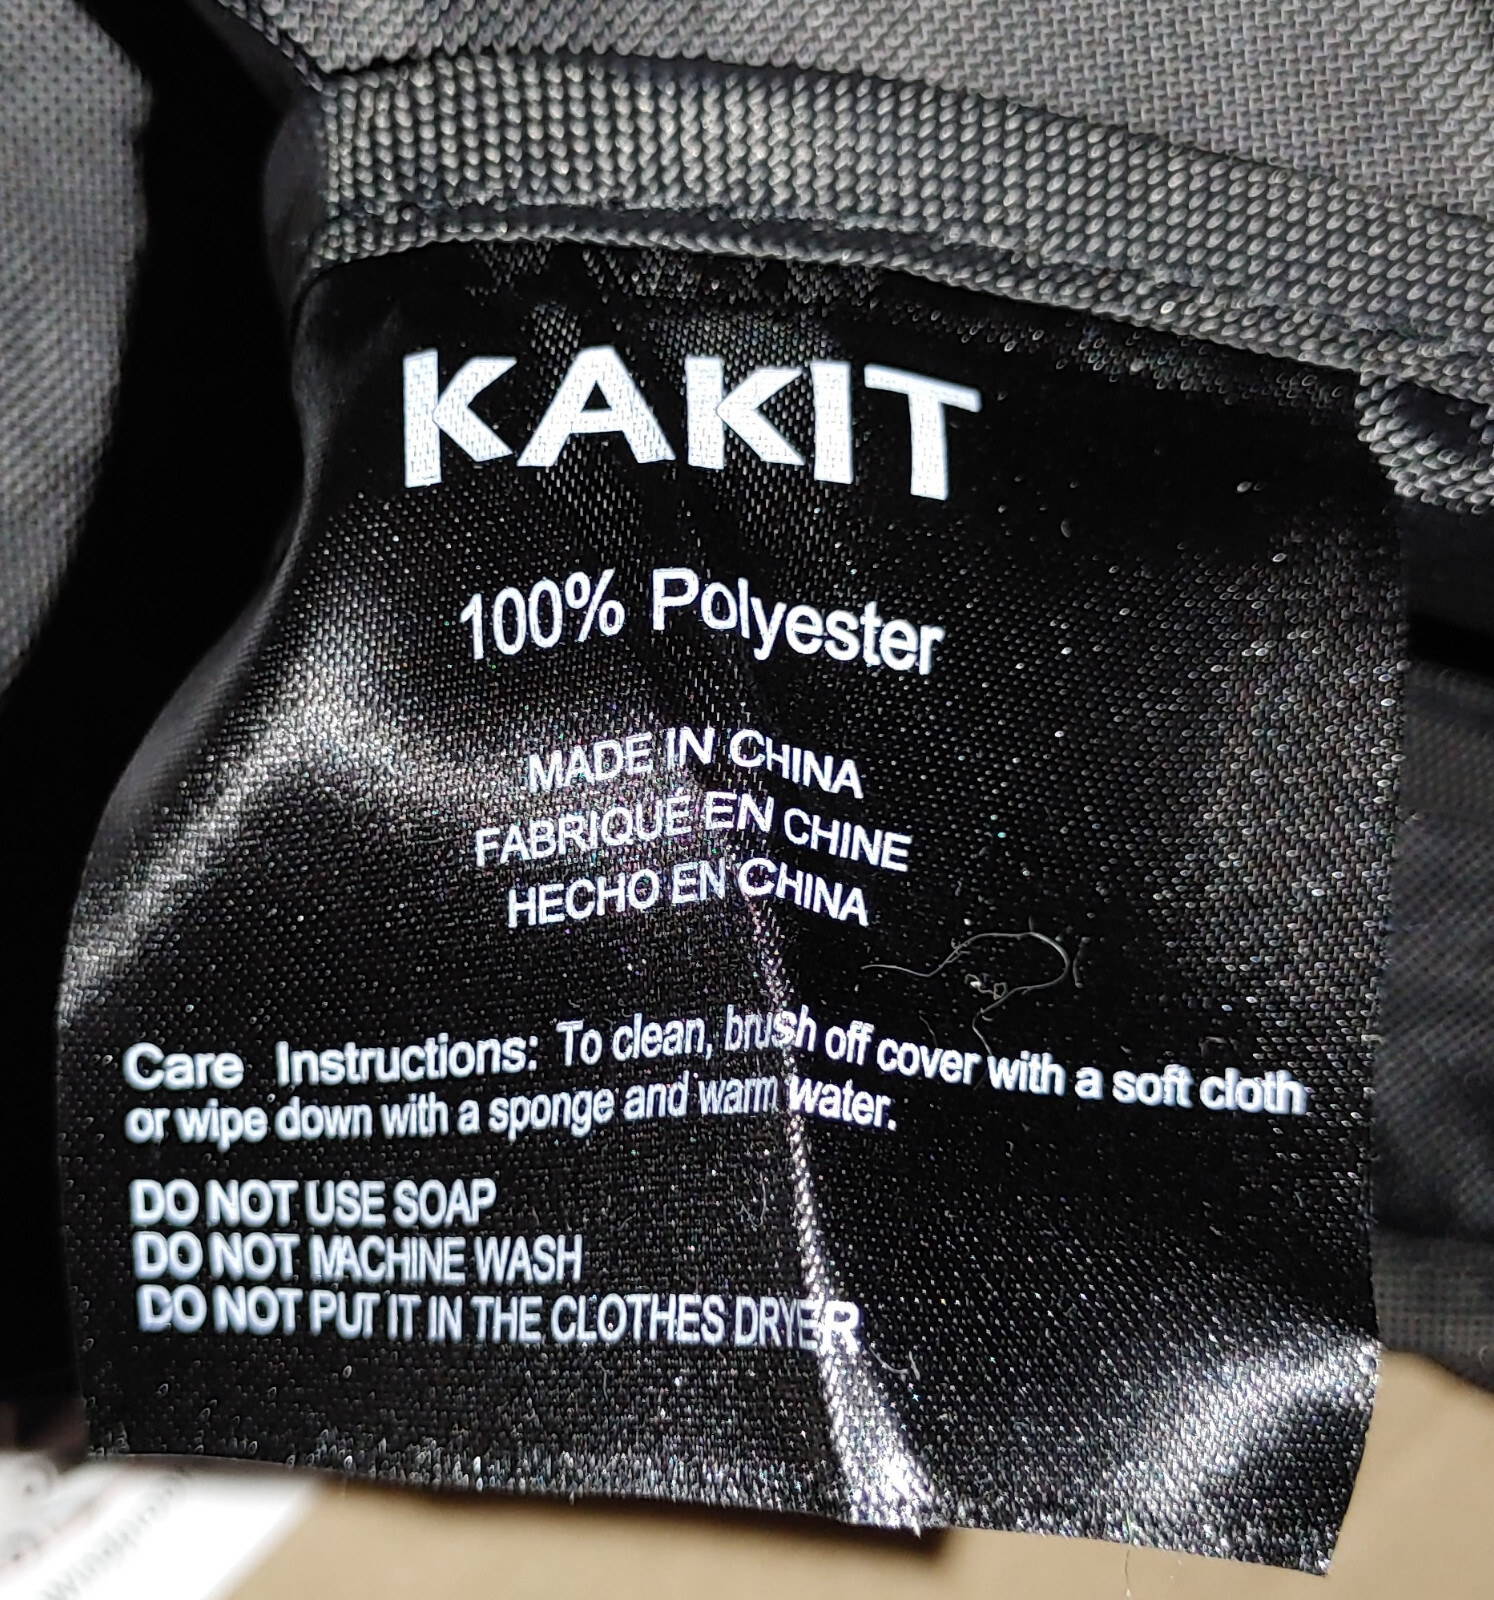 KAKIT
100% Polyester
MADE IN CHINA
FABRIQUÉ EN CHINE
HECHO EN CHINA
Care Instructions: To clean, brush off cover with a soft cloth
or wipe down with a sponge and warm water.
DO NOT USE SOAP
DO NOT MACHINE WASH
DO NOT PUT IT IN THE CLOTHES DRYER